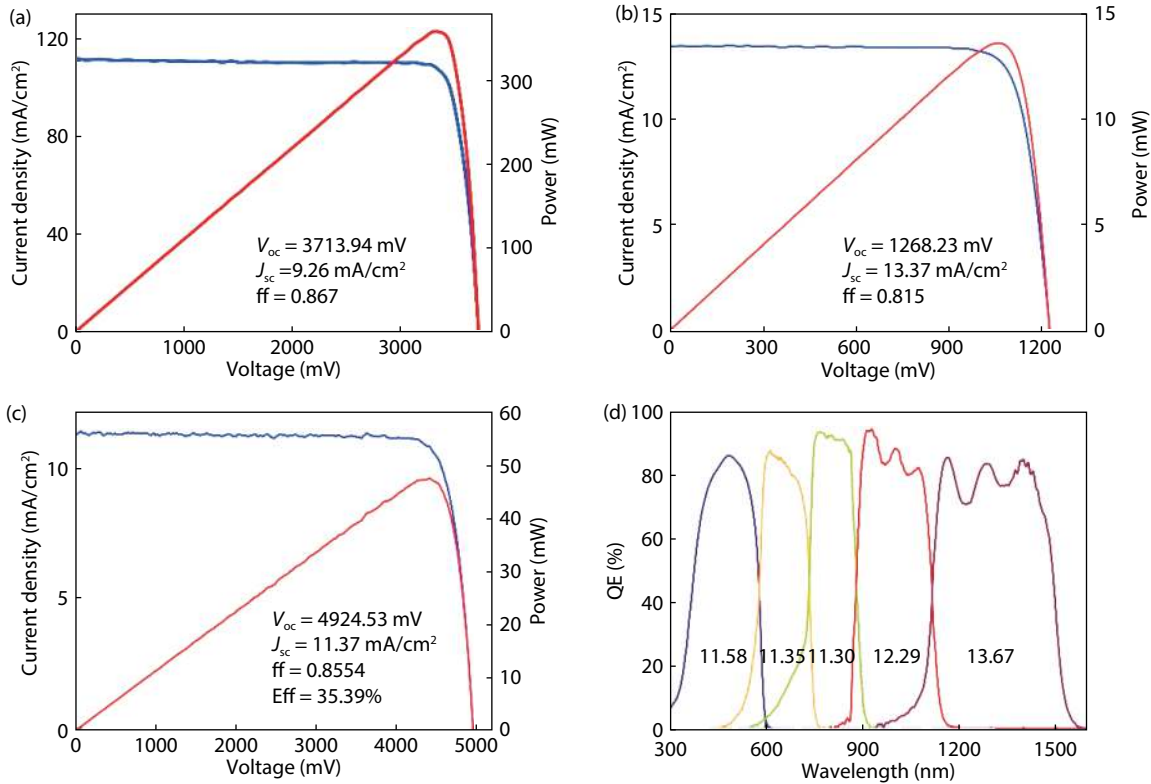 (a)
120
80
40
0
Current density (mA/cm²)
300
200
100
0
Power (mW)
V_oc = 3713.94 mV
J_sc =9.26 mA/cm²
ff = 0.867
0 1000 2000 3000
Voltage (mV)
(b)
15
10
5
0
Current density (mA/cm²)
15
10
5
0
Power (mW)
V_oc = 1268.23 mV
J_sc = 13.37 mA/cm²
ff = 0.815
0 300 600 900 1200
Voltage (mV)
(c)
10
5
0
Current density (mA/cm²)
60
50
40
30
20
10
0
Power (mW)
V_oc = 4924.53 mV
J_sc = 11.37 mA/cm²
ff = 0.8554
Eff = 35.39%
0 1000 2000 3000 4000 5000
Voltage (mV)
(d)
100
80
60
40
20
0
QE (%)
11.58 11.35 11.30 12.29 13.67
300 600 900 1200 1500
Wavelength (nm)